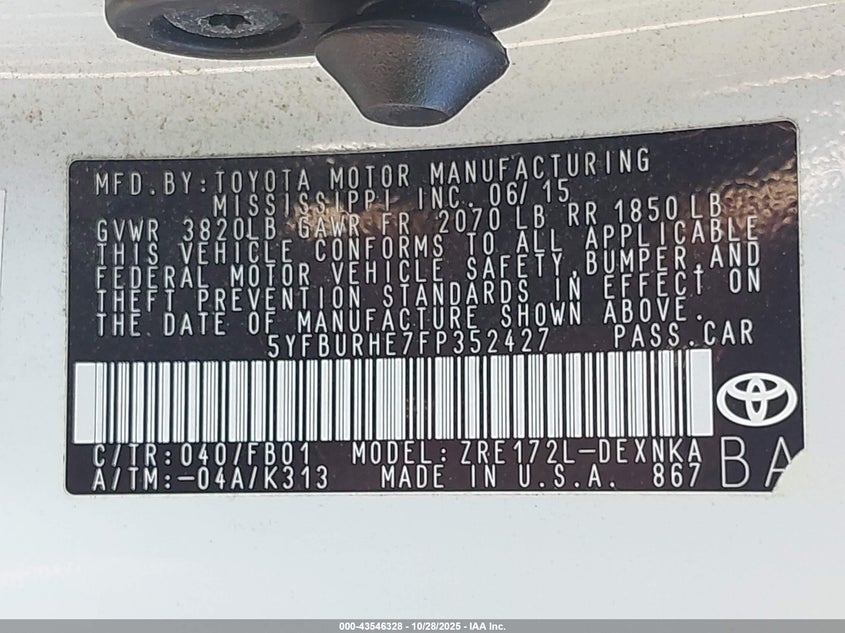 MFD.BY:TOYOTA MOTOR MANUFACTURING
MISSISSIPPI INC. 06/15
GVWR 3820LB GAWR FR 2070 LB RR 1850LB
THIS VEHICLE CONFORMS TO ALL APPLICABLE
FEDERAL MOTOR VEHICLE SAFETY,BUMPER,AND
THEFT PREVENTION STANDARDS IN EFFECT ON
THE DATE OF MANUFACTURE SHOWN ABOVE.
5YFBURHE7FP352427 PASS.CAR
C/TR:040/FB01 MODEL:ZRE172L-DEXNKA
A/TM:-04A/K313 MADE IN U.S.A. 867
BA
000-43546328 - 10/28/2025 - IAA Inc.